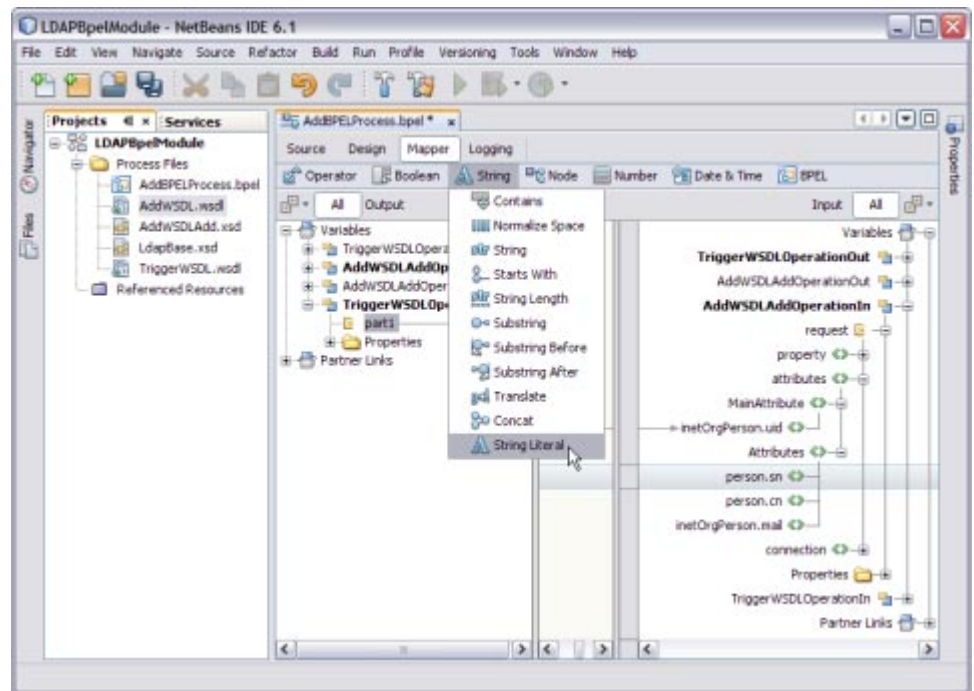 LDAPBpelModule - NetBeans IDE 6.1
File Edit View Navigate Source Refactor Build Run Profile Versioning Tools Window Help
Projects Services
AddBPELProcess.bpel *
Navigator
Files
Properties
LDAPBpelModule
Process Files
AddBPELProcess.bpel
AddWSDL.wsdl
AddWSDLAdd.xsd
LdapBase.xsd
TriggerWSDL.wsdl
Referenced Resources
Source Design Mapper Logging
Operator Boolean String Node Number Date & Time BPEL
All Output
Input All
Variables
TriggerWSDLOpera
AddWSDLAddOp
AddWSDLAddOper
TriggerWSDLOp
part1
Properties
Partner Links
Contains
Normalize Space
String
Starts With
String Length
Substring
Substring Before
Substring After
Translate
Concat
String Literal
Variables
TriggerWSDLOperationOut
AddWSDLAddOperationOut
AddWSDLAddOperationIn
request
property
attributes
MainAttribute
inetOrgPerson.uid
Attributes
person.sn
person.cn
inetOrgPerson.mail
connection
Properties
TriggerWSDLOperationIn
Partner Links